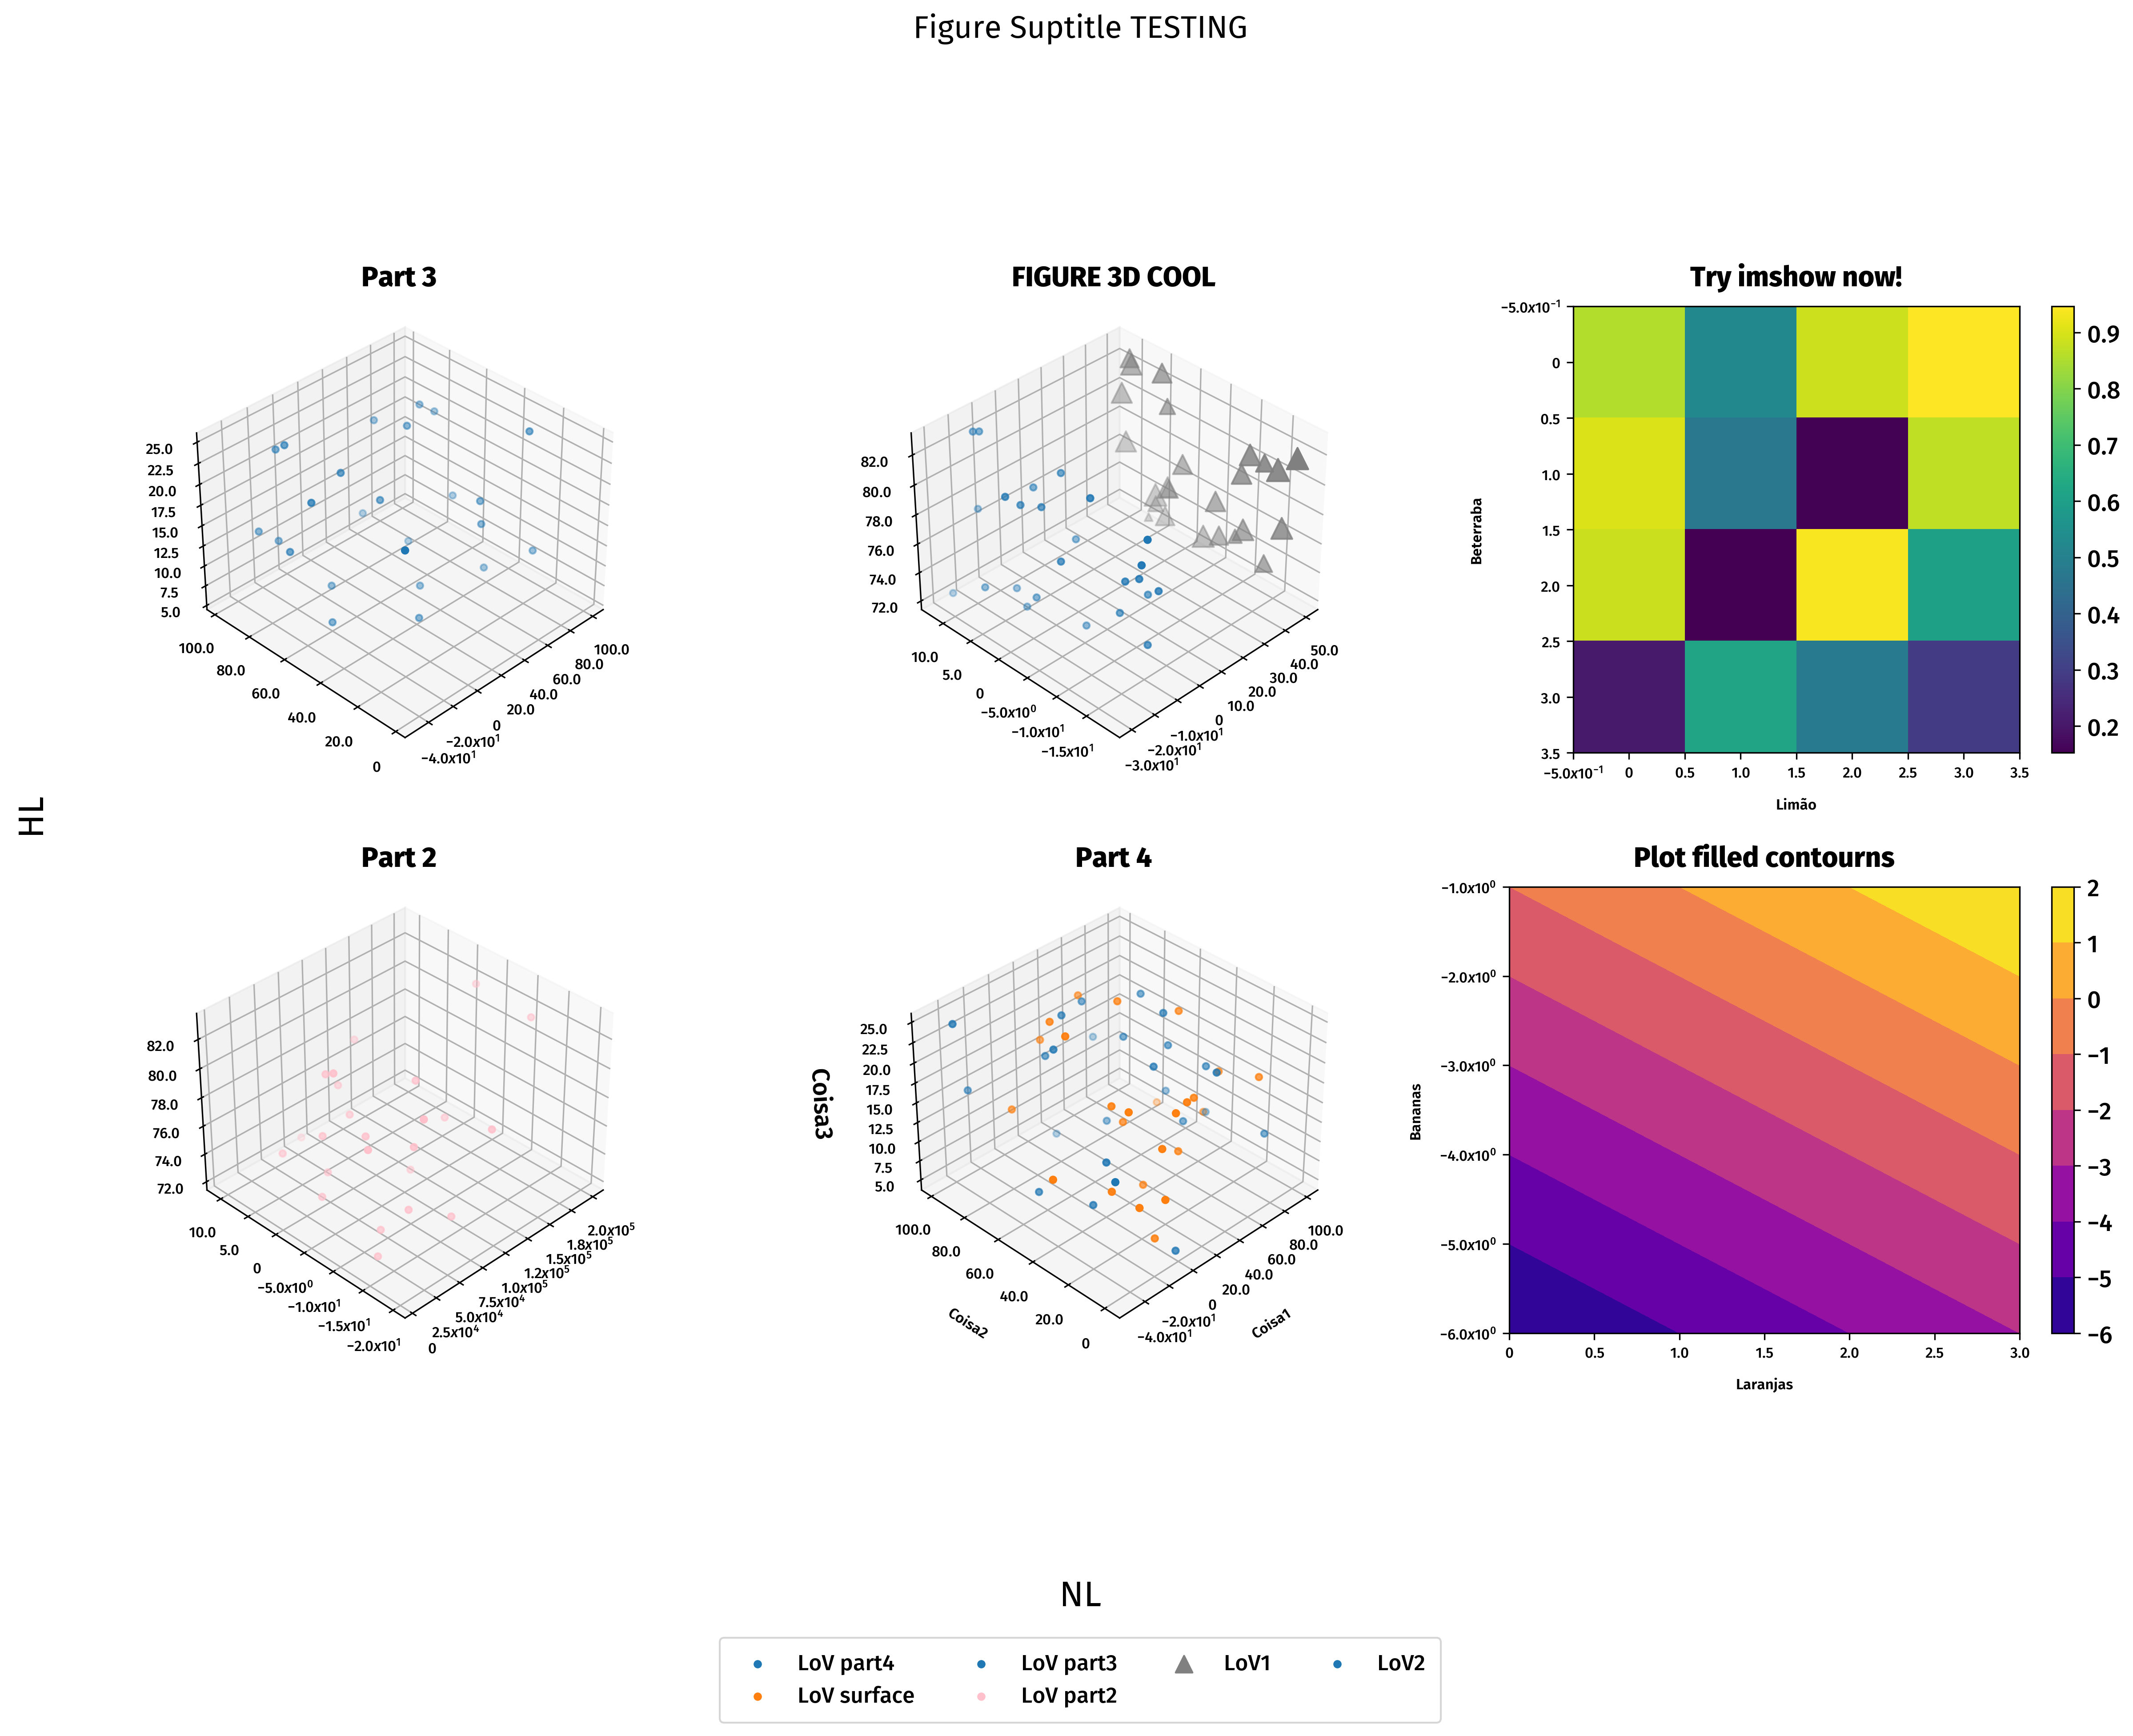 Figure Suptitle TESTING
Part 3
25.0
22.5
20.0
17.5
15.0
12.5
10.0
7.5
5.0
100.0
80.0
60.0
40.0
20.0
0
−4.0x10¹
−2.0x10¹
0
20.0
40.0
60.0
80.0
100.0
FIGURE 3D COOL
82.0
80.0
78.0
76.0
74.0
72.0
10.0
5.0
0
−5.0x10⁰
−1.0x10¹
−1.5x10¹
−3.0x10¹
−2.0x10¹
−1.0x10¹
0
10.0
20.0
30.0
40.0
50.0
Try imshow now!
Beterraba
−5.0x10⁻¹
0
0.5
1.0
1.5
2.0
2.5
3.0
3.5
−5.0x10⁻¹ 0 0.5 1.0 1.5 2.0 2.5 3.0 3.5
Limão
0.9
0.8
0.7
0.6
0.5
0.4
0.3
0.2
HL
Part 2
82.0
80.0
78.0
76.0
74.0
72.0
10.0
5.0
0
−5.0x10⁰
−1.0x10¹
−1.5x10¹
−2.0x10¹
0
2.5x10⁴
5.0x10⁴
7.5x10⁴
1.0x10⁵
1.2x10⁵
1.5x10⁵
1.8x10⁵
2.0x10⁵
Part 4
Coisa3
25.0
22.5
20.0
17.5
15.0
12.5
10.0
7.5
5.0
100.0
80.0
60.0
40.0
20.0
0
Coisa2
−4.0x10¹
−2.0x10¹
0
20.0
40.0
60.0
80.0
100.0
Coisa1
Plot filled contourns
Bananas
−1.0x10⁰
−2.0x10⁰
−3.0x10⁰
−4.0x10⁰
−5.0x10⁰
−6.0x10⁰
0 0.5 1.0 1.5 2.0 2.5 3.0
Laranjas
2
1
0
−1
−2
−3
−4
−5
−6
NL
LoV part4 LoV part3 LoV1 LoV2
LoV surface LoV part2